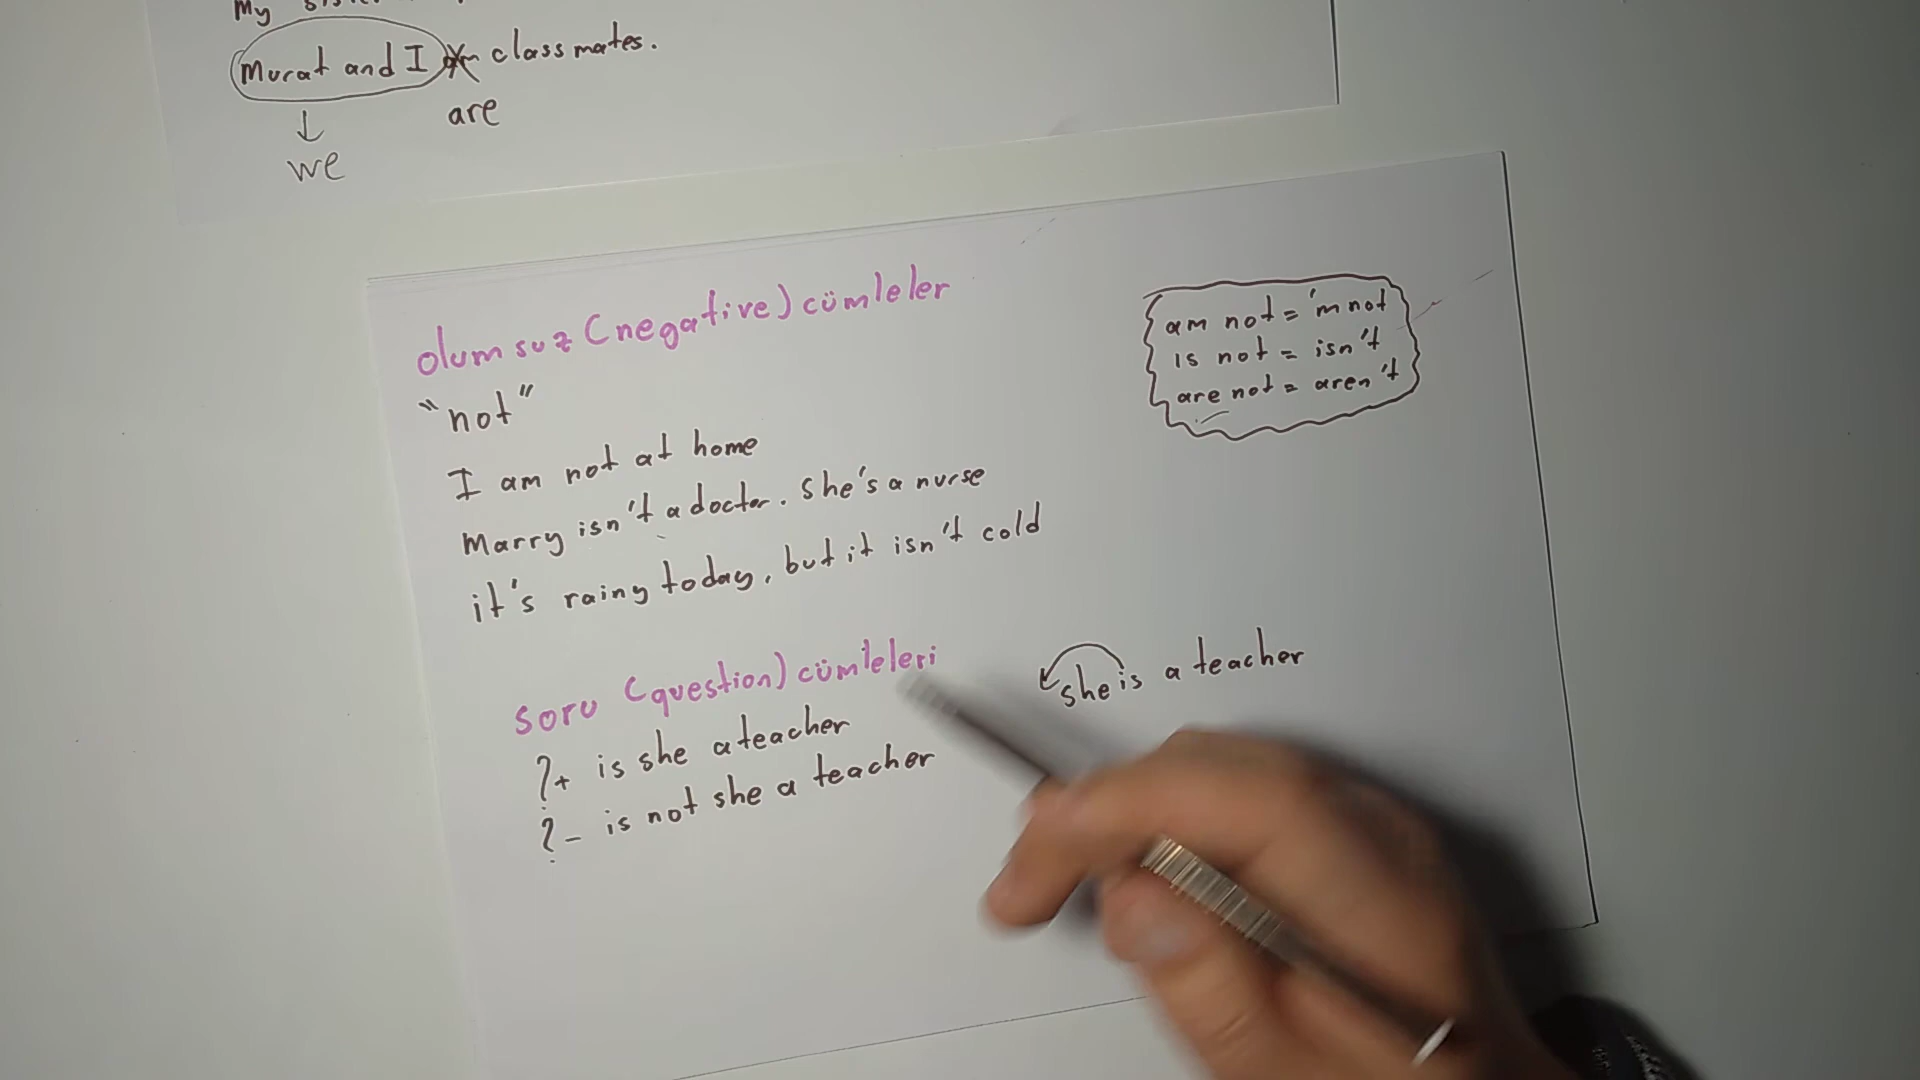 My
Murat and I am classmates.
are
we
olumsuz (negative) cümleler
"not"
I am not at home
Marry isn't a doctor. She's a nurse
it's rainy today, but it isn't cold
am not = 'm not
is not = isn't
are not = aren't
soru (question) cümleleri
?+ is she a teacher
?- is not she a teacher
she is a teacher